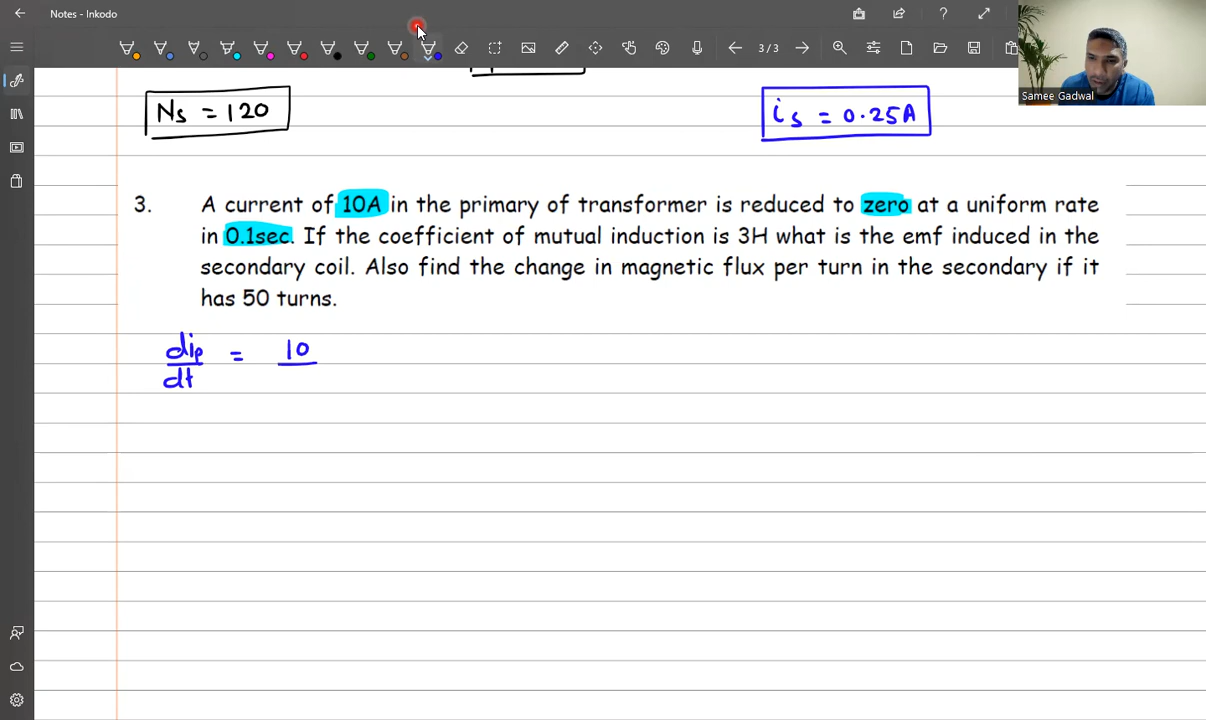 Notes - Inkodo
3 / 3
Samee Gadwal
Ns = 120
is = 0.25A
3. A current of 10A in the primary of transformer is reduced to zero at a uniform rate
in 0.1sec. If the coefficient of mutual induction is 3H what is the emf induced in the
secondary coil. Also find the change in magnetic flux per turn in the secondary if it
has 50 turns.
dip = 10
dt